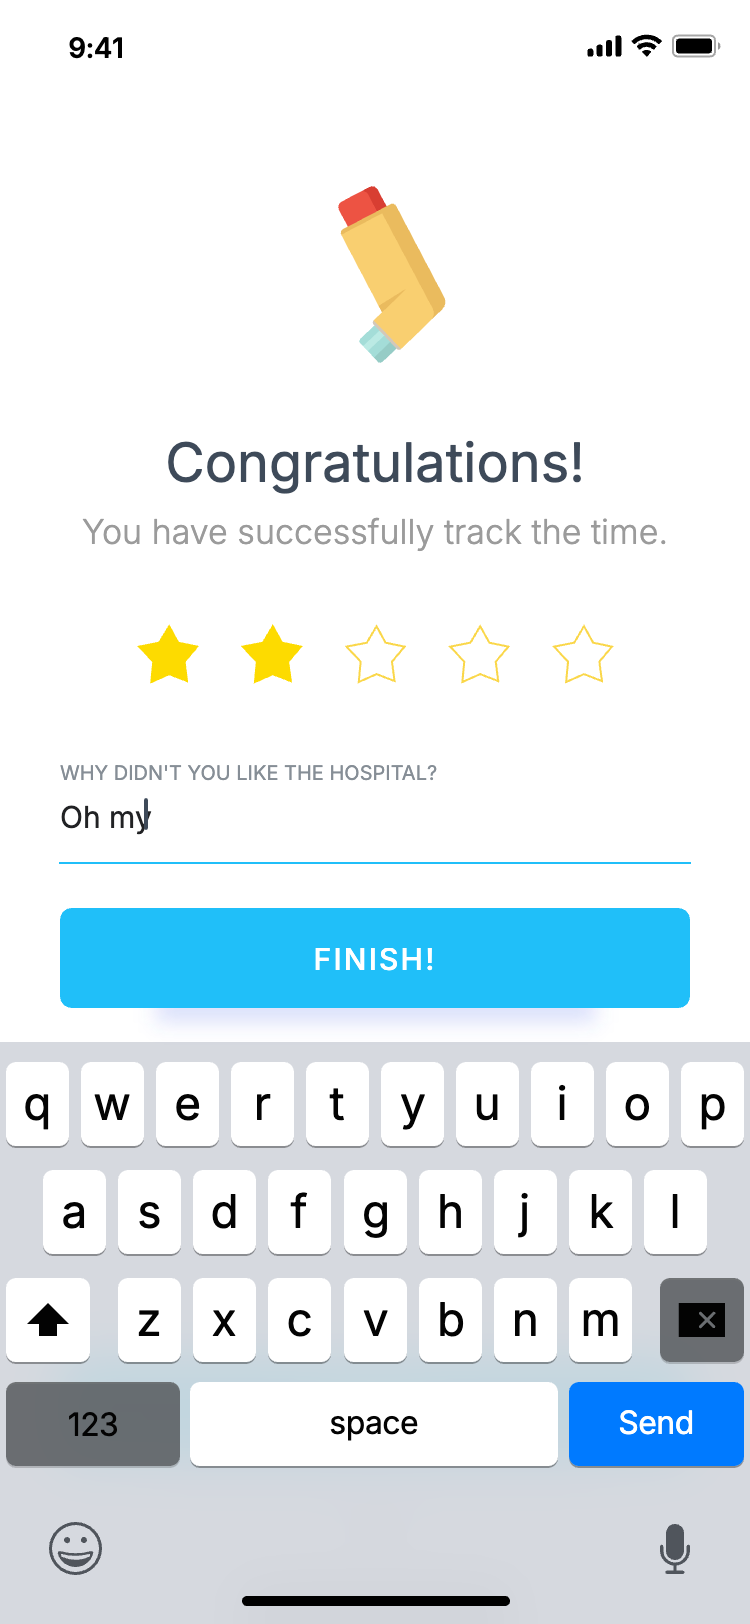 9:41
Congratulations!
You have successfully track the time.
WHY DIDN'T YOU LIKE THE HOSPITAL?
Oh my
FINISH!
q w e r t y u i o p
a s d f g h j k l
z x c v b n m
123 space Send